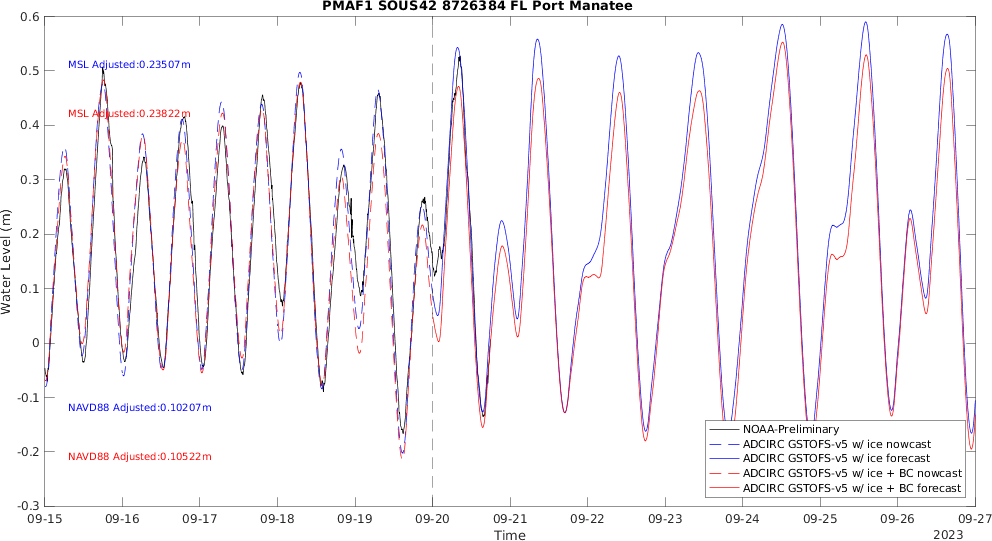 PMAF1 SOUS42 8726384 FL Port Manatee
0.6
0.5
0.4
0.3
0.2
0.1
0
-0.1
-0.2
-0.3
Water Level (m)
MSL Adjusted:0.23507m
MSL Adjusted:0.23822m
NAVD88 Adjusted:0.10207m
NAVD88 Adjusted:0.10522m
NOAA-Preliminary
ADCIRC GSTOFS-v5 w/ ice nowcast
ADCIRC GSTOFS-v5 w/ ice forecast
ADCIRC GSTOFS-v5 w/ ice + BC nowcast
ADCIRC GSTOFS-v5 w/ ice + BC forecast
09-15 09-16 09-17 09-18 09-19 09-20 09-21 09-22 09-23 09-24 09-25 09-26 09-27
Time
2023